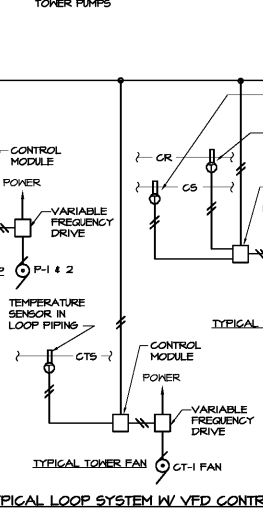 TOWER PUMPS
CONTROL
MODULE
POWER
VARIABLE
FREQUENCY
DRIVE
P-1 & 2
CR
CS
TEMPERATURE
SENSOR IN
LOOP PIPING
CTS
TYPICAL
CONTROL
MODULE
POWER
VARIABLE
FREQUENCY
DRIVE
TYPICAL TOWER FAN
CT-1 FAN
PICAL LOOP SYSTEM W/ VFD CONTR